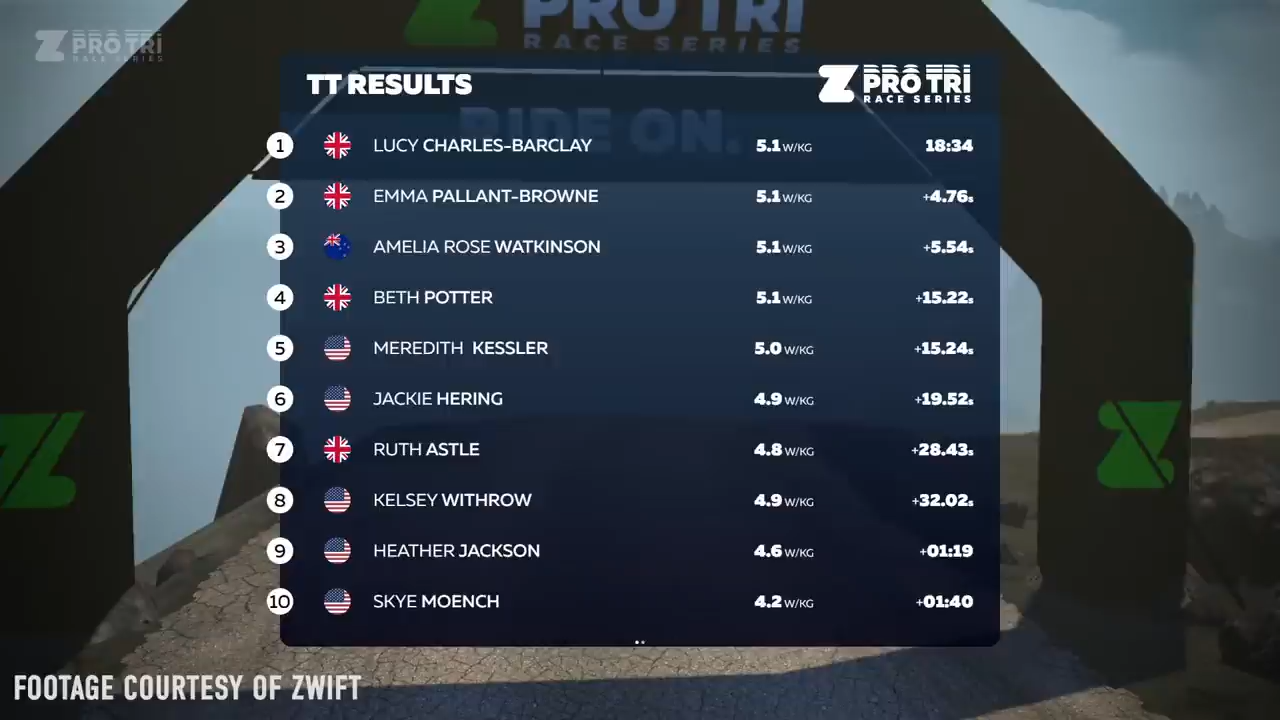 PRO TRI
RACE SERIES
PRO TRI
RACE SERIES
RIDE ON.
TT RESULTS
PRO TRI
RACE SERIES
1 LUCY CHARLES-BARCLAY 5.1 W/KG 18:34
2 EMMA PALLANT-BROWNE 5.1 W/KG +4.76s
3 AMELIA ROSE WATKINSON 5.1 W/KG +5.54s
4 BETH POTTER 5.1 W/KG +15.22s
5 MEREDITH KESSLER 5.0 W/KG +15.24s
6 JACKIE HERING 4.9 W/KG +19.52s
7 RUTH ASTLE 4.8 W/KG +28.43s
8 KELSEY WITHROW 4.9 W/KG +32.02s
9 HEATHER JACKSON 4.6 W/KG +01:19
10 SKYE MOENCH 4.2 W/KG +01:40
FOOTAGE COURTESY OF ZWIFT